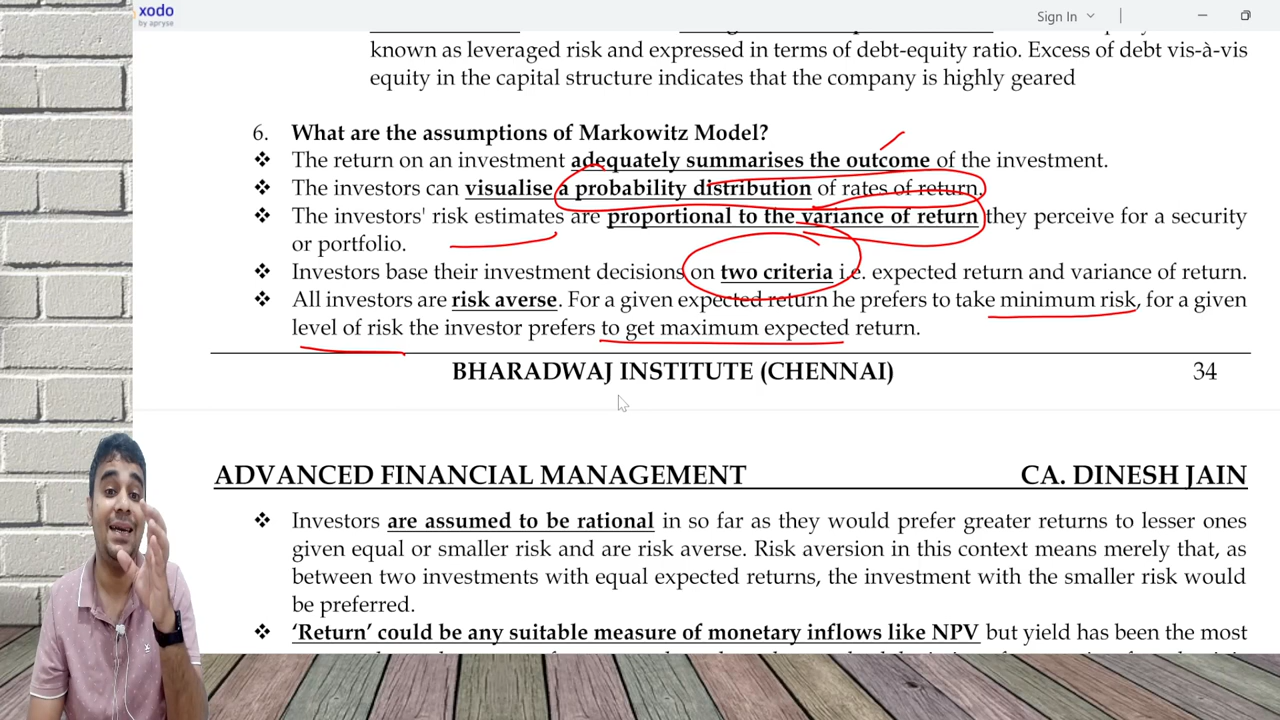 xodo
by apryse
Sign In
known as leveraged risk and expressed in terms of debt-equity ratio. Excess of debt vis-à-vis
equity in the capital structure indicates that the company is highly geared
6. What are the assumptions of Markowitz Model?
❖ The return on an investment adequately summarises the outcome of the investment.
❖ The investors can visualise a probability distribution of rates of return.
❖ The investors' risk estimates are proportional to the variance of return they perceive for a security
or portfolio.
❖ Investors base their investment decisions on two criteria i.e. expected return and variance of return.
❖ All investors are risk averse. For a given expected return he prefers to take minimum risk, for a given
level of risk the investor prefers to get maximum expected return.
BHARADWAJ INSTITUTE (CHENNAI) 34
ADVANCED FINANCIAL MANAGEMENT CA. DINESH JAIN
❖ Investors are assumed to be rational in so far as they would prefer greater returns to lesser ones
given equal or smaller risk and are risk averse. Risk aversion in this context means merely that, as
between two investments with equal expected returns, the investment with the smaller risk would
be preferred.
❖ 'Return' could be any suitable measure of monetary inflows like NPV but yield has been the most